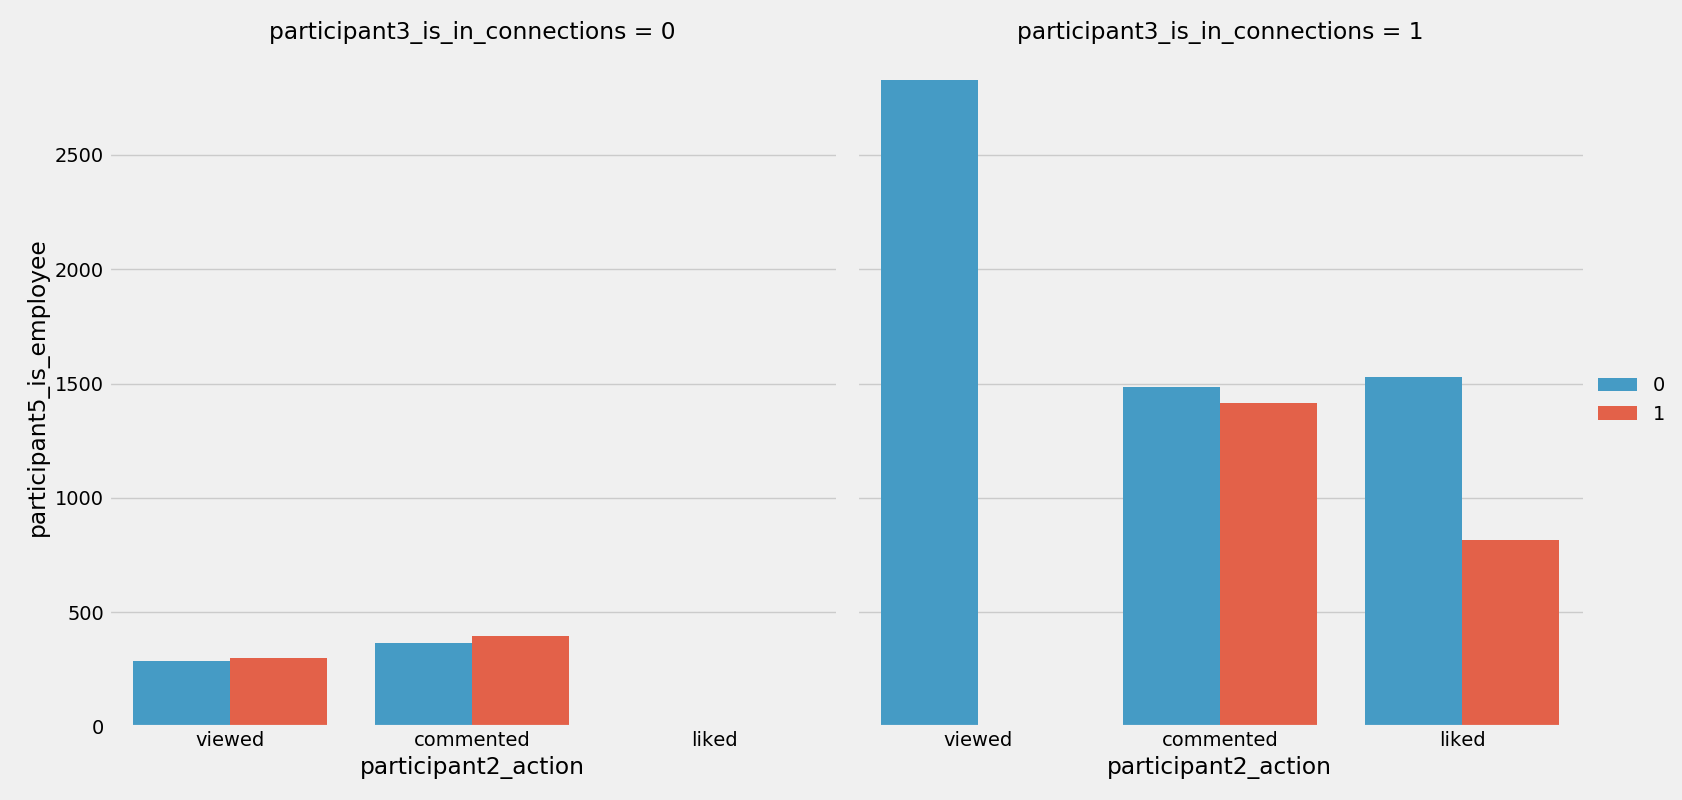 participant3_is_in_connections = 0
participant3_is_in_connections = 1
participant5_is_employee
2500
2000
1500
1000
500
0
viewed commented liked
viewed commented liked
participant2_action
participant2_action
0
1